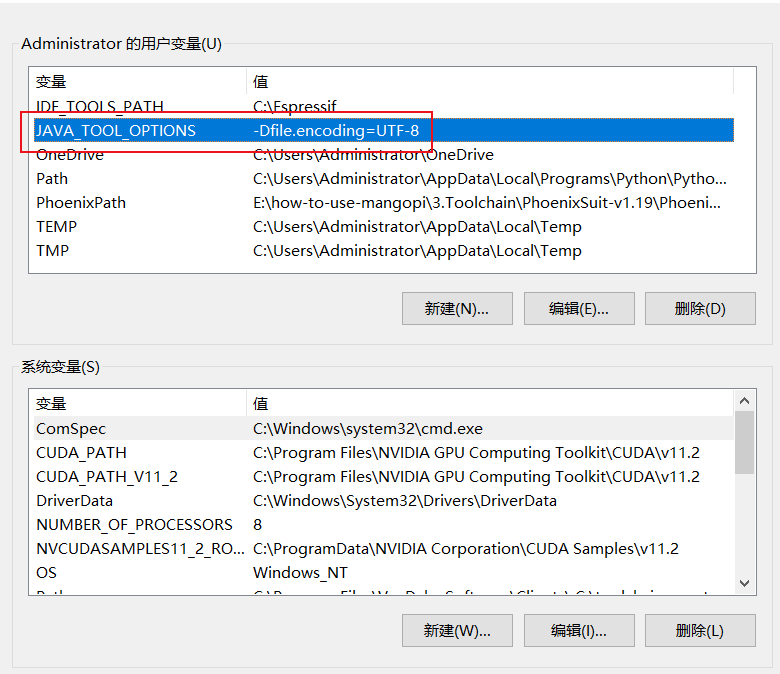 Administrator 的用户变量(U)
变量 值
IDF_TOOLS_PATH C:\Espressif
JAVA_TOOL_OPTIONS -Dfile.encoding=UTF-8
OneDrive C:\Users\Administrator\OneDrive
Path C:\Users\Administrator\AppData\Local\Programs\Python\Pytho...
PhoenixPath E:\how-to-use-mangopi\3.Toolchain\PhoenixSuit-v1.19\Phoeni...
TEMP C:\Users\Administrator\AppData\Local\Temp
TMP C:\Users\Administrator\AppData\Local\Temp
新建(N)... 编辑(E)... 删除(D)
系统变量(S)
变量 值
ComSpec C:\Windows\system32\cmd.exe
CUDA_PATH C:\Program Files\NVIDIA GPU Computing Toolkit\CUDA\v11.2
CUDA_PATH_V11_2 C:\Program Files\NVIDIA GPU Computing Toolkit\CUDA\v11.2
DriverData C:\Windows\System32\Drivers\DriverData
NUMBER_OF_PROCESSORS 8
NVCUDASAMPLES11_2_RO... C:\ProgramData\NVIDIA Corporation\CUDA Samples\v11.2
OS Windows_NT
新建(W)... 编辑(I)... 删除(L)